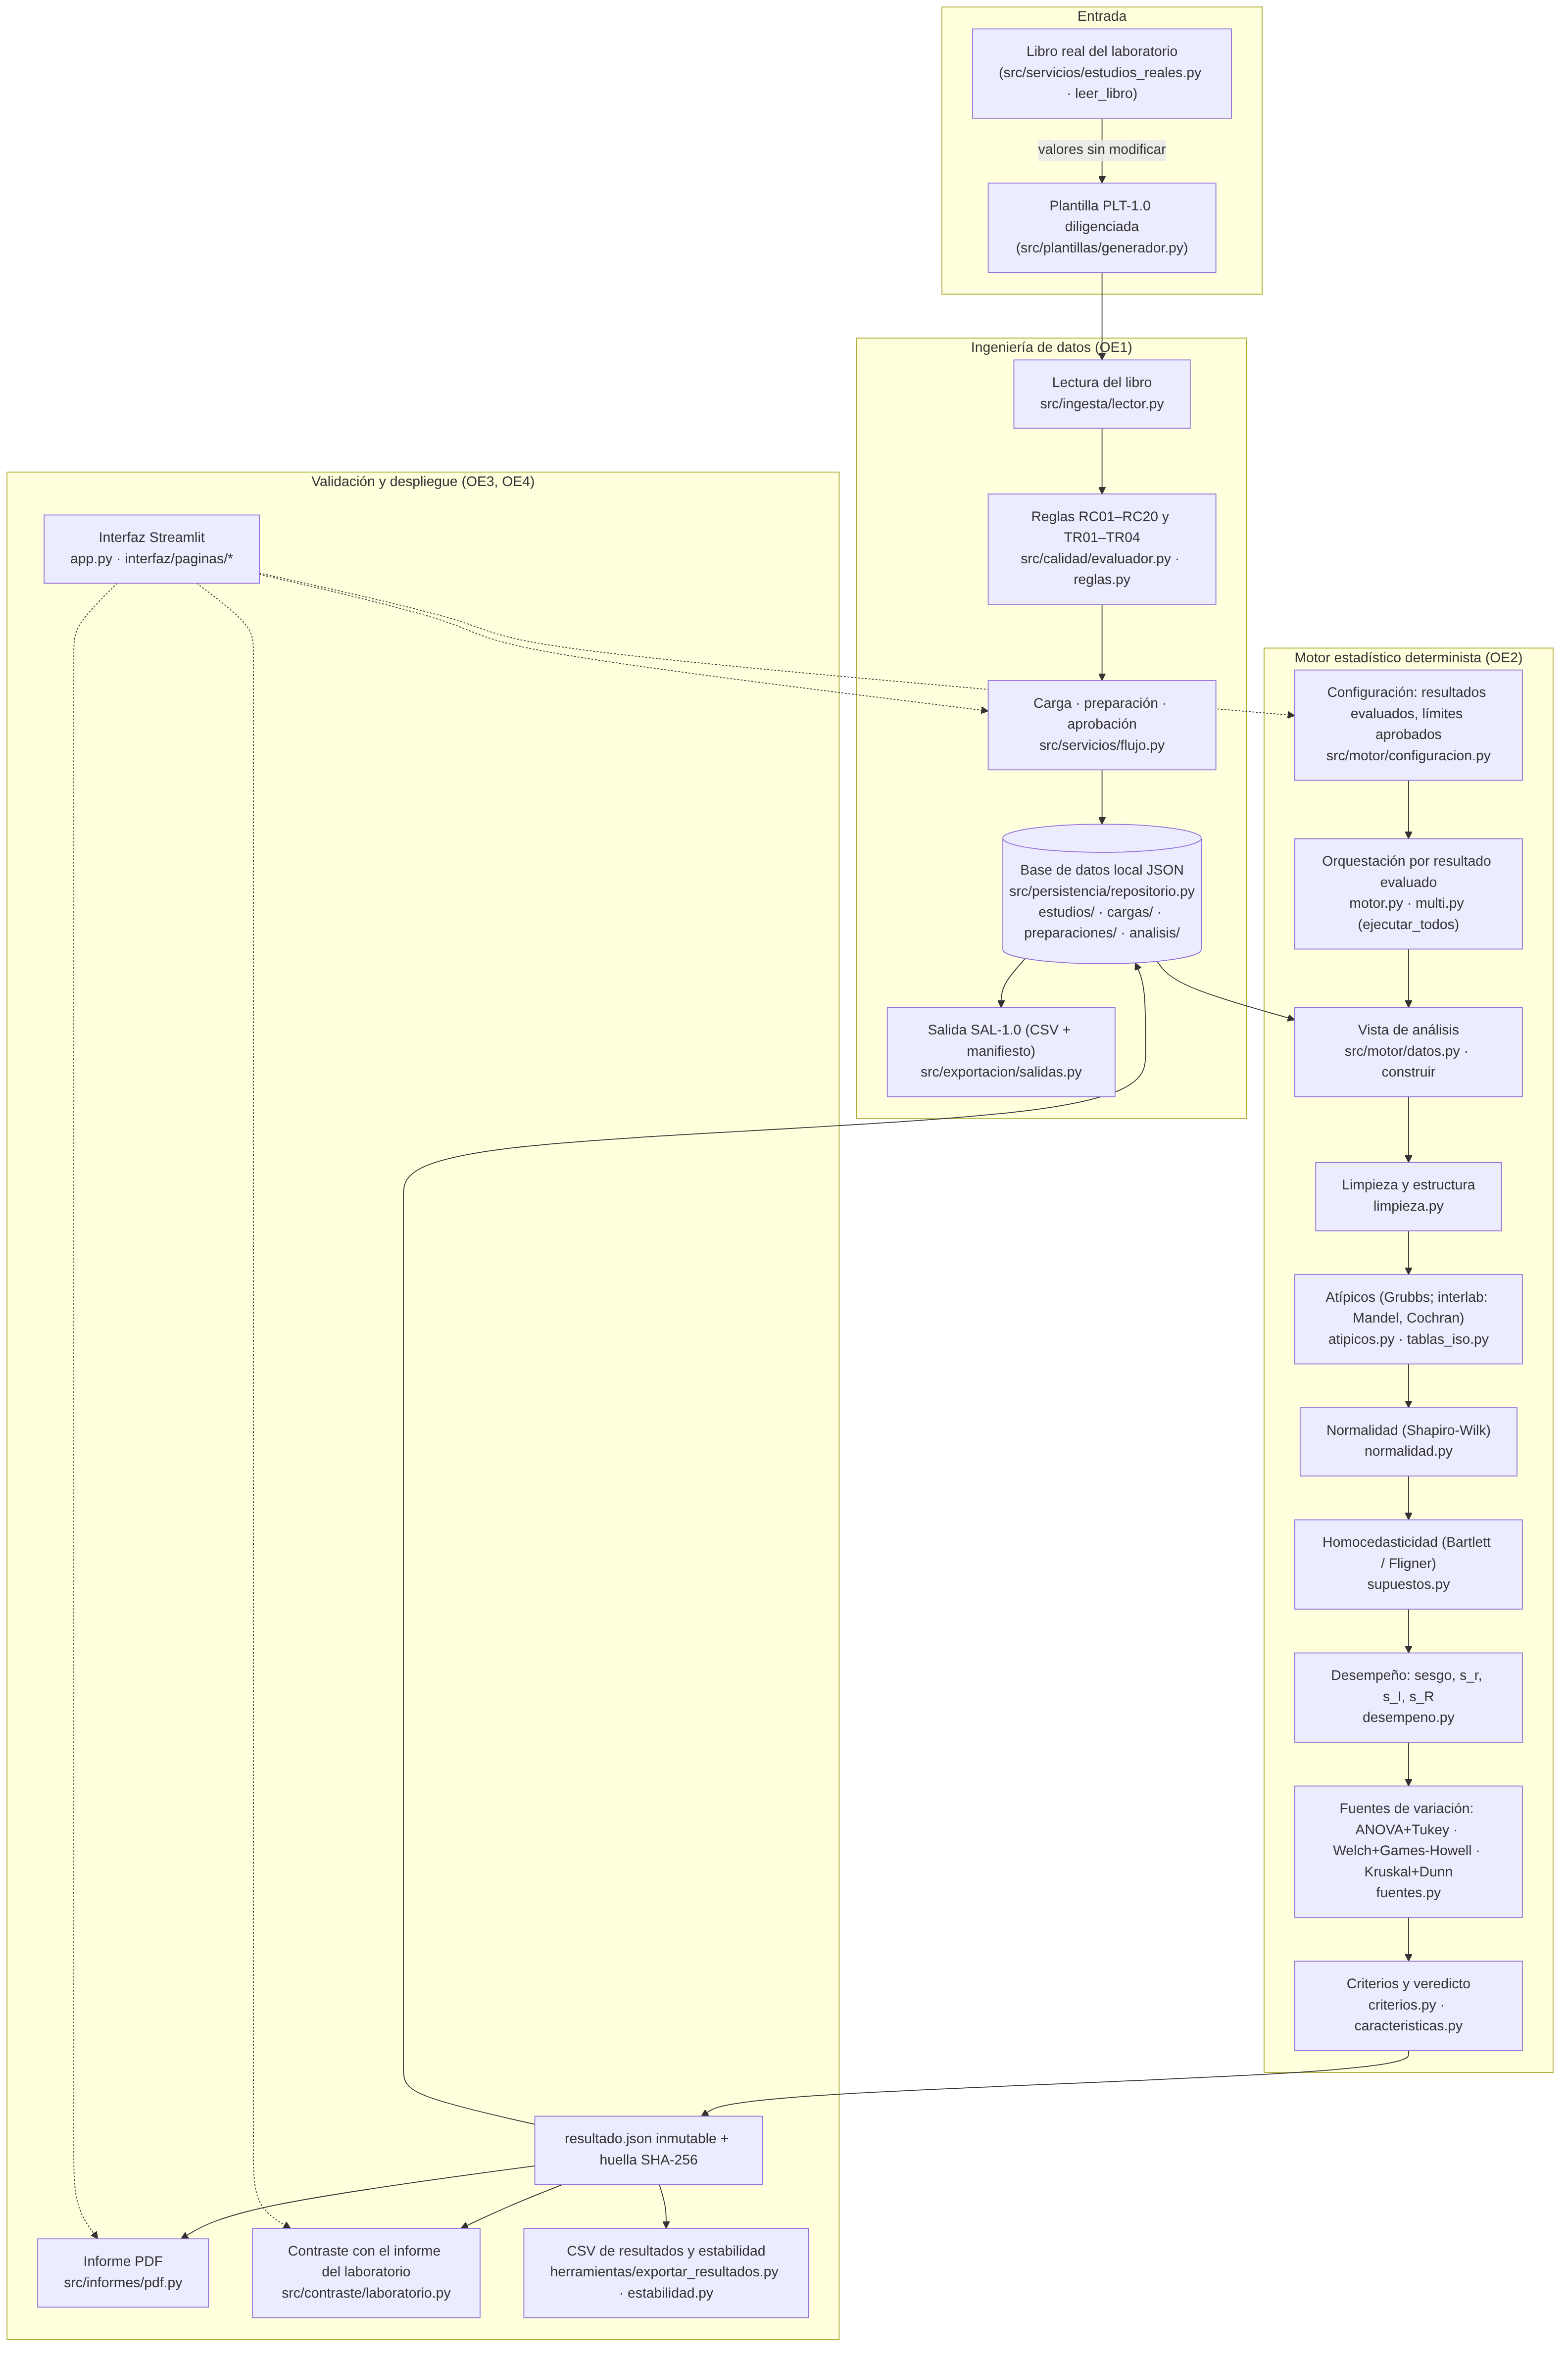 Entrada
Libro real del laboratorio
(src/servicios/estudios_reales.py
· leer_libro)
valores sin modificar
Plantilla PLT-1.0
diligenciada
(src/plantillas/generador.py)
Ingeniería de datos (OE1)
Lectura del libro
src/ingesta/lector.py
Reglas RC01–RC20 y
TR01–TR04
src/calidad/evaluador.py ·
reglas.py
Carga · preparación ·
aprobación
src/servicios/flujo.py
Base de datos local JSON
src/persistencia/repositorio.py
estudios/ · cargas/ ·
preparaciones/ · analisis/
Salida SAL-1.0 (CSV +
manifiesto)
src/exportacion/salidas.py
Motor estadístico determinista (OE2)
Configuración: resultados
evaluados, límites
aprobados
src/motor/configuracion.py
Orquestación por resultado
evaluado
motor.py · multi.py
(ejecutar_todos)
Vista de análisis
src/motor/datos.py ·
construir
Limpieza y estructura
limpieza.py
Atípicos (Grubbs; interlab:
Mandel, Cochran)
atipicos.py · tablas_iso.py
Normalidad (Shapiro-Wilk)
normalidad.py
Homocedasticidad (Bartlett
/ Fligner)
supuestos.py
Desempeño: sesgo, s_r,
s_I, s_R
desempeno.py
Fuentes de variación:
ANOVA+Tukey ·
Welch+Games-Howell ·
Kruskal+Dunn
fuentes.py
Criterios y veredicto
criterios.py ·
caracteristicas.py
Validación y despliegue (OE3, OE4)
Interfaz Streamlit
app.py · interfaz/paginas/*
resultado.json inmutable +
huella SHA-256
Informe PDF
src/informes/pdf.py
Contraste con el informe
del laboratorio
src/contraste/laboratorio.py
CSV de resultados y estabilidad
herramientas/exportar_resultados.py
· estabilidad.py